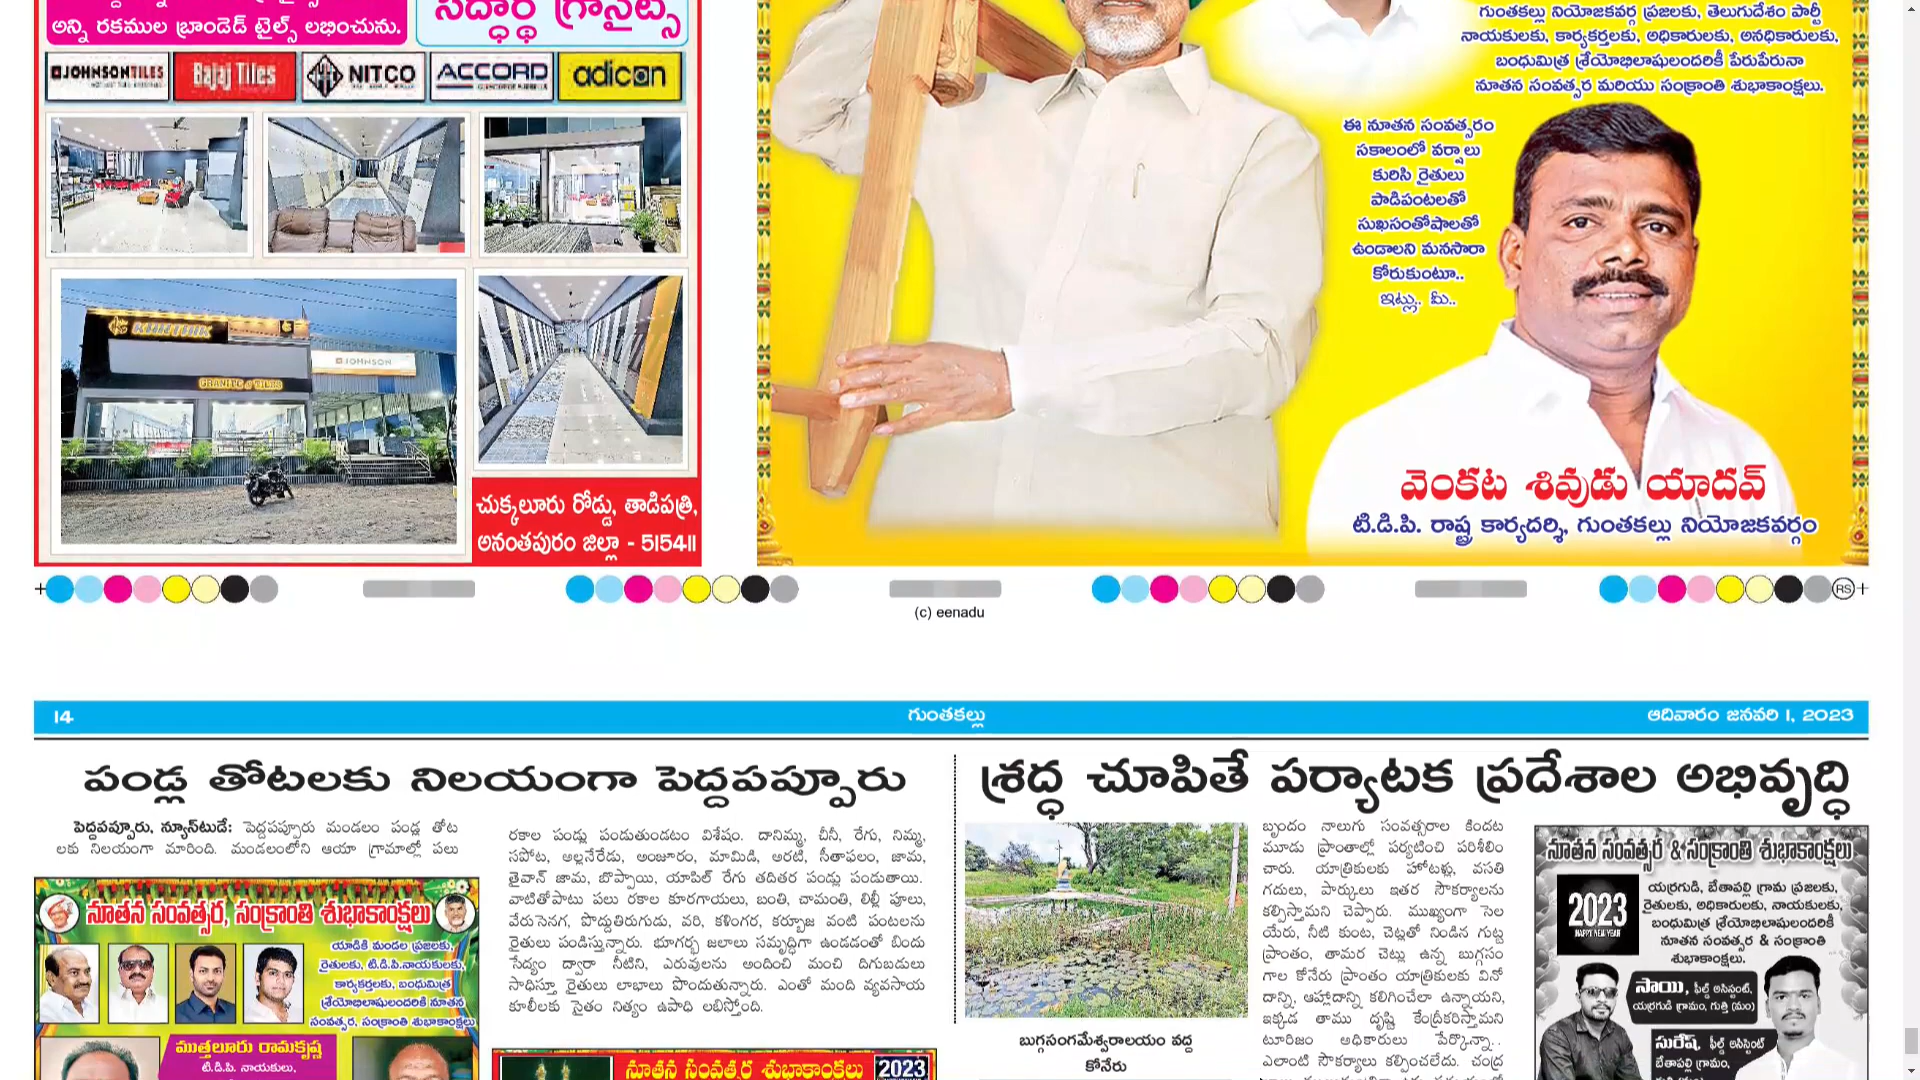 అన్ని రకముల బ్రాండెడ్ టైల్స్ లభించును.
సిద్ధార్థ గ్రానైట్స్
JOHNSON TILES
Bajaj Tiles
NITCO
ACCORD
adicon
JOHNSON
GRANITE & TILES
చుక్కలూరు రోడ్డు, తాడిపత్రి,
అనంతపురం జిల్లా - 515411
గుంతకల్లు నియోజకవర్గ ప్రజలకు, తెలుగుదేశం పార్టీ
నాయకులకు, కార్యకర్తలకు, అధికారులకు, అనధికారులకు,
బంధుమిత్ర శ్రేయోభిలాషులందరికీ పేరుపేరునా
నూతన సంవత్సర మరియు సంక్రాంతి శుభాకాంక్షలు.
ఈ నూతన సంవత్సరం
సకాలంలో వర్షాలు
కురిసి రైతులు
పాడిపంటలతో
సుఖసంతోషాలతో
ఉండాలని మనసారా
కోరుకుంటూ..
ఇట్లు.. మీ..
వెంకట శివుడు యాదవ్
టి.డి.పి. రాష్ట్ర కార్యదర్శి, గుంతకల్లు నియోజకవర్గం
RS
(c) eenadu
14
గుంతకల్లు
ఆదివారం జనవరి 1, 2023
పండ్ల తోటలకు నిలయంగా పెద్దపప్పూరు
పెద్దపప్పూరు, న్యూస్‌టుడే: పెద్దపప్పూరు మండలం పండ్ల తోట
లకు నిలయంగా మారింది. మండలంలోని ఆయా గ్రామాల్లో పలు
రకాల పండ్లు పండుతుండటం విశేషం. దానిమ్మ, చీనీ, రేగు, నిమ్మ,
సపోట, అల్లనేరేడు, అంజూరం, మామిడి, అరటి, సీతాఫలం, జామ,
తైవాన్ జామ, బొప్పాయి, యాపిల్ రేగు తదితర పండ్లు పండుతాయి.
వాటితోపాటు పలు రకాల కూరగాయలు, బంతి, చామంతి, లిల్లీ పూలు,
వేరుసెనగ, పొద్దుతిరుగుడు, వరి, కళింగర, కర్బూజ వంటి పంటలను
రైతులు పండిస్తున్నారు. భూగర్భ జలాలు సమృద్ధిగా ఉండడంతో బిందు
సేద్యం ద్వారా నీటిని, ఎరువులను అందించి మంచి దిగుబడులు
సాధిస్తూ రైతులు లాభాలు పొందుతున్నారు. ఎంతో మంది వ్యవసాయ
కూలీలకు సైతం నిత్యం ఉపాధి లభిస్తోంది.
నూతన సంవత్సర, సంక్రాంతి శుభాకాంక్షలు
యాడికి మండల ప్రజలకు,
రైతులకు, టి.డి.పి.నాయకులకు,
కార్యకర్తలకు, బంధుమిత్ర
శ్రేయోభిలాషులందరికీ నూతన
సంవత్సర, సంక్రాంతి శుభాకాంక్షలు
ముత్తలూరు రామకృష్ణ
టి.డి.పి. నాయకులు,
నూతన సంవత్సర శుభాకాంక్షలు
2023
శ్రద్ధ చూపితే పర్యాటక ప్రదేశాల అభివృద్ధి
బుగ్గసంగమేశ్వరాలయం వద్ద
కోనేరు
బృందం నాలుగు సంవత్సరాల కిందట
మూడు ప్రాంతాల్లో పర్యటించి పరిశీలిం
చారు. యాత్రికులకు హోటళ్లు, వసతి
గదులు, పార్కులు ఇతర సౌకర్యాలను
కల్పిస్తామని చెప్పారు. ముఖ్యంగా సెల
యేరు, నీటి కుంట, చెట్లతో నిండిన గుట్ట
ప్రాంతం, తామర చెట్లు ఉన్న బుగ్గసం
గాల కోనేరు ప్రాంతం యాత్రికులకు వినో
దాన్ని, ఆహ్లాదాన్ని కలిగించేలా ఉన్నాయని,
ఇక్కడ తాము దృష్టి కేంద్రీకరిస్తామని
టూరిజం అధికారులు పేర్కొన్నా..
ఎలాంటి సౌకర్యాలు కల్పించలేదు. చంద్ర
నూతన సంవత్సర & సంక్రాంతి శుభాకాంక్షలు
2023
HAPPY NEW YEAR
యర్రగుడి, బేతాపల్లి గ్రామ ప్రజలకు,
రైతులకు, అధికారులకు, నాయకులకు,
బంధుమిత్ర శ్రేయోభిలాషులందరికీ
నూతన సంవత్సర & సంక్రాంతి
శుభాకాంక్షలు.
సాయి, ఫీల్డ్ అసిస్టెంట్,
యర్రగుడి గ్రామం, గుత్తి (మం)
సురేష్, ఫీల్డ్ అసిస్టెంట్
బేతాపల్లి గ్రామం,